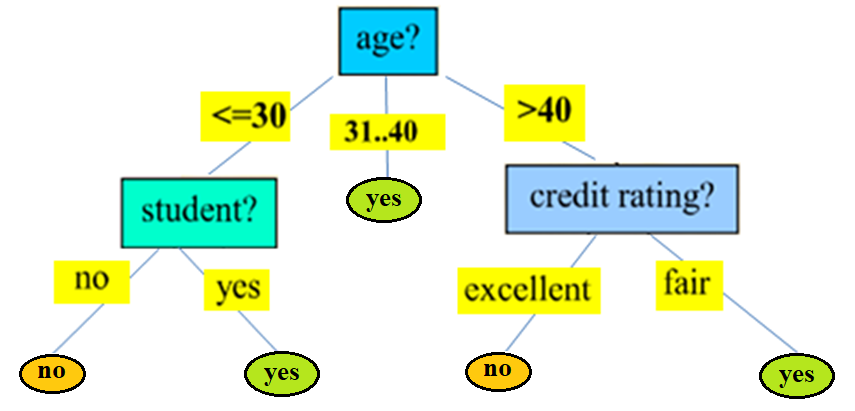 age?
<=30
31..40
>40
yes
student?
credit rating?
no
yes
excellent
fair
no
yes
no
yes